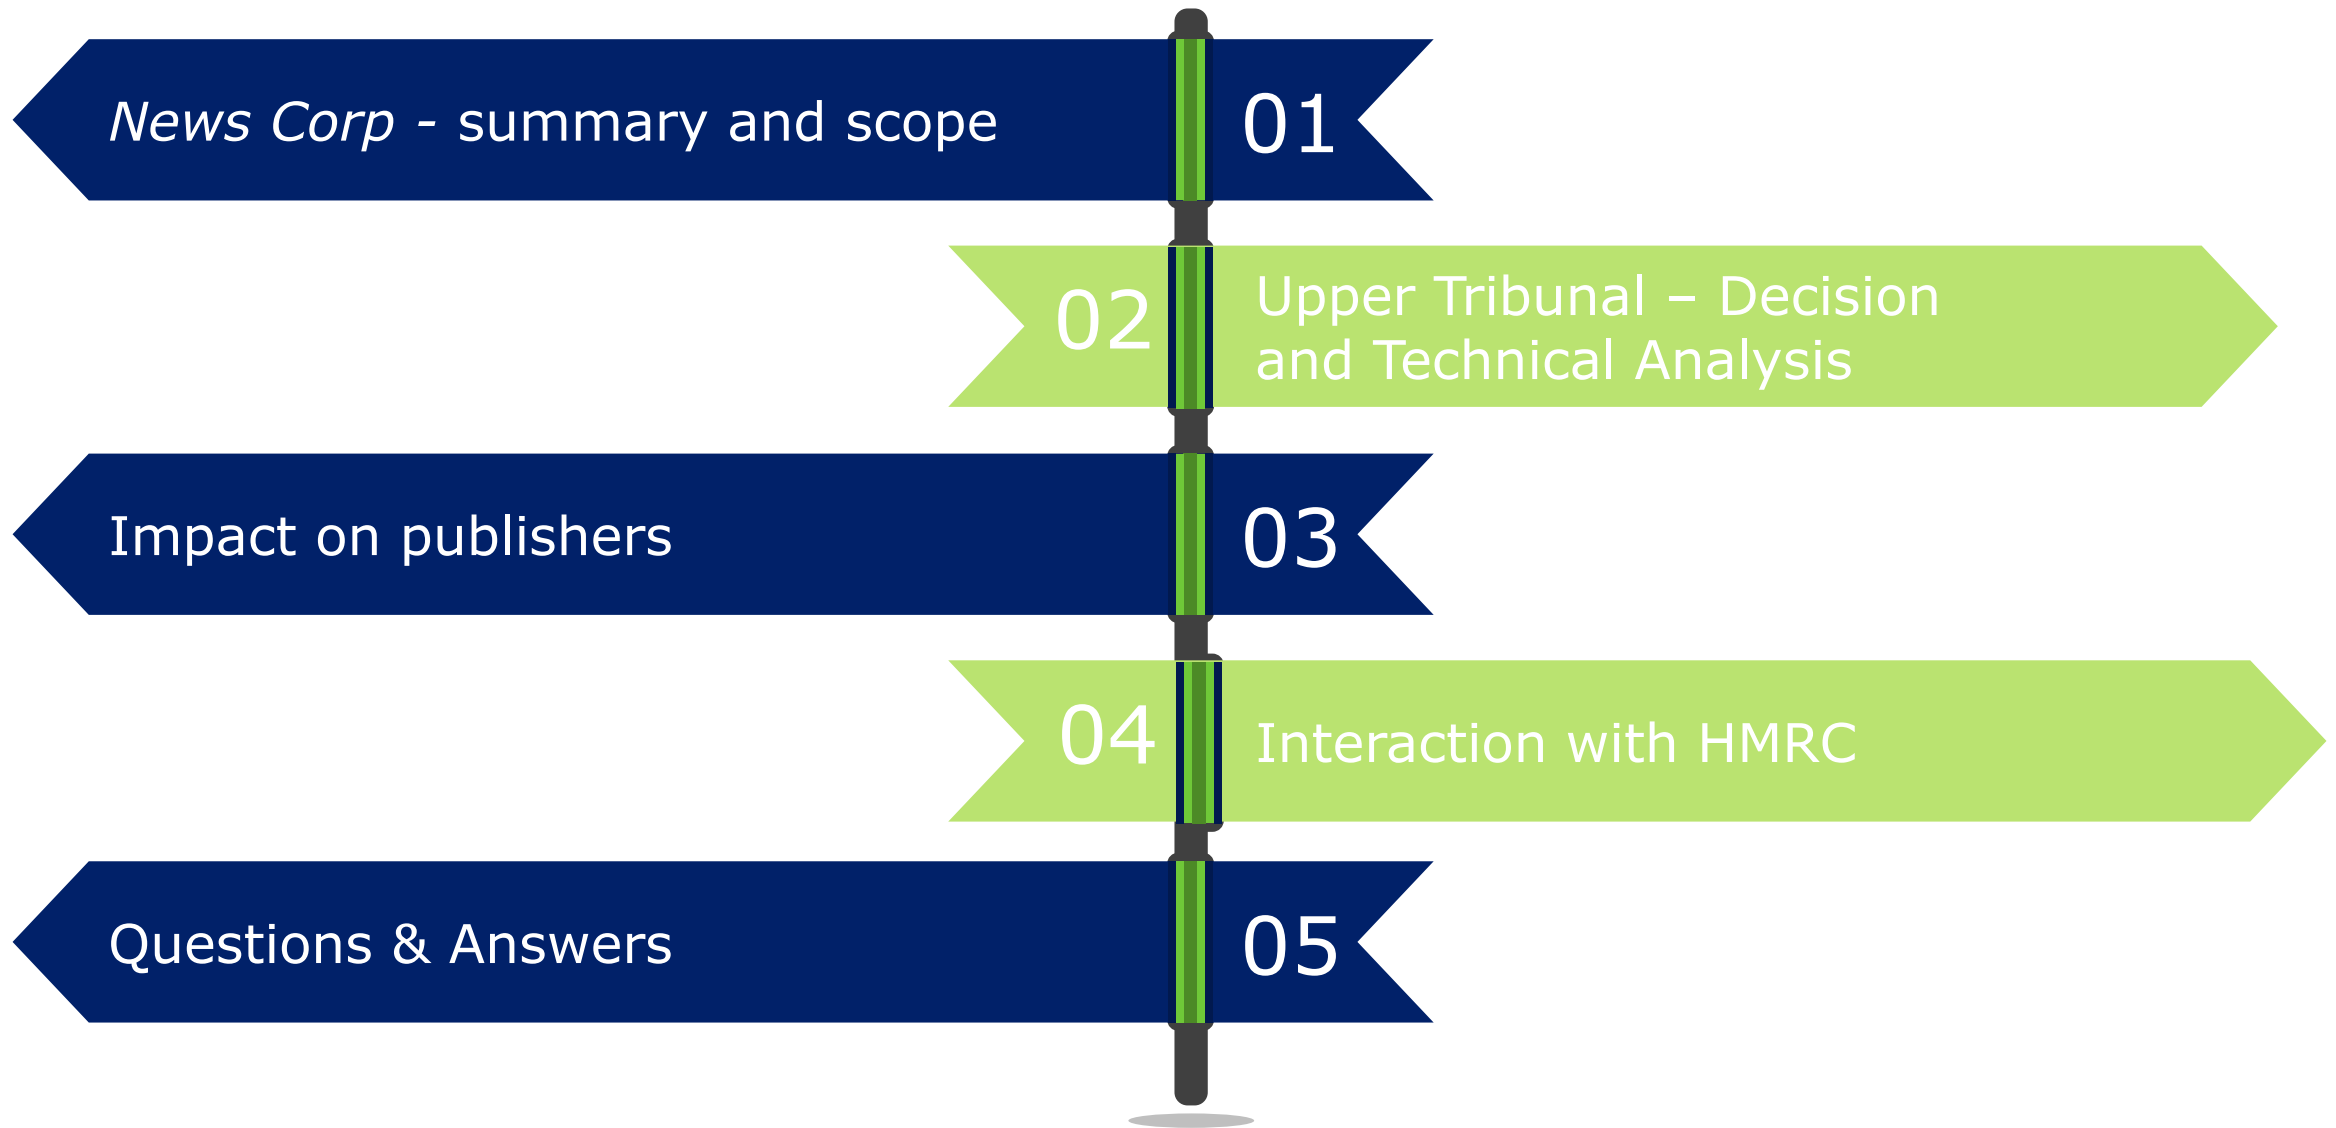 News Corp - summary and scope
01
02
Upper Tribunal – Decision
and Technical Analysis
Impact on publishers
03
04
Interaction with HMRC
Questions & Answers
05